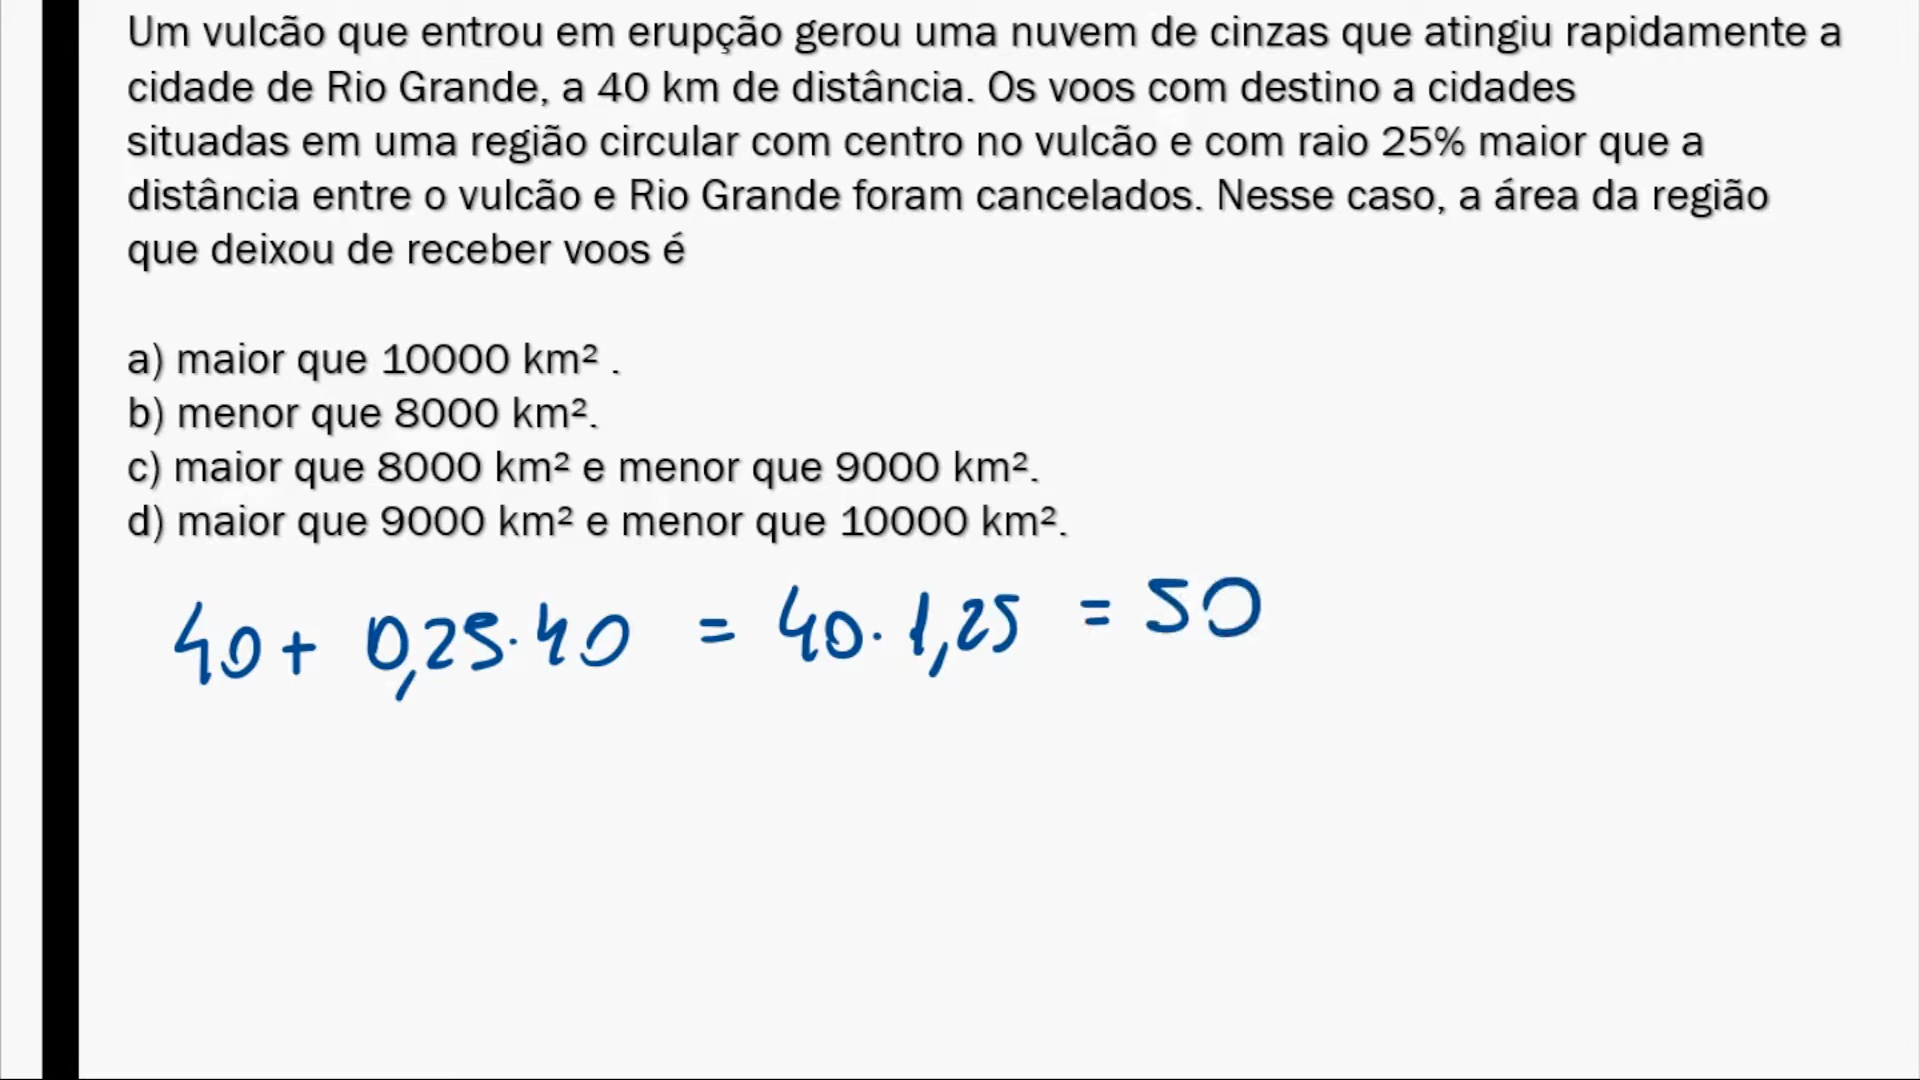 Um vulcão que entrou em erupção gerou uma nuvem de cinzas que atingiu rapidamente a
cidade de Rio Grande, a 40 km de distância. Os voos com destino a cidades
situadas em uma região circular com centro no vulcão e com raio 25% maior que a
distância entre o vulcão e Rio Grande foram cancelados. Nesse caso, a área da região
que deixou de receber voos é
a) maior que 10000 km² .
b) menor que 8000 km².
c) maior que 8000 km² e menor que 9000 km².
d) maior que 9000 km² e menor que 10000 km².
40+ 0,25·40 = 40·1,25 = 50